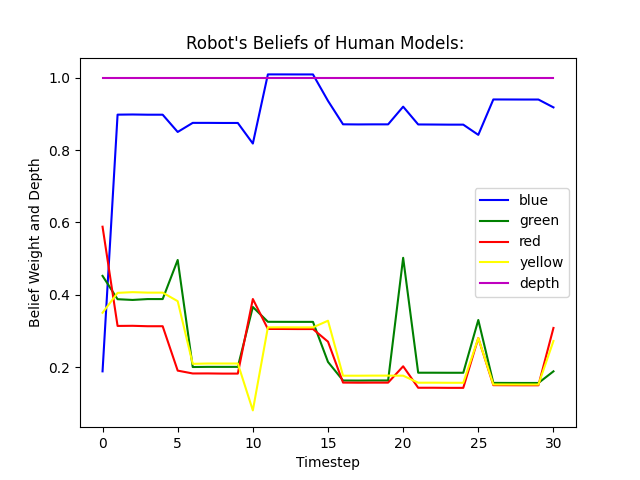 Robot's Beliefs of Human Models:
Belief Weight and Depth
1.0
0.8
0.6
0.4
0.2
blue
green
red
yellow
depth
0 5 10 15 20 25 30
Timestep